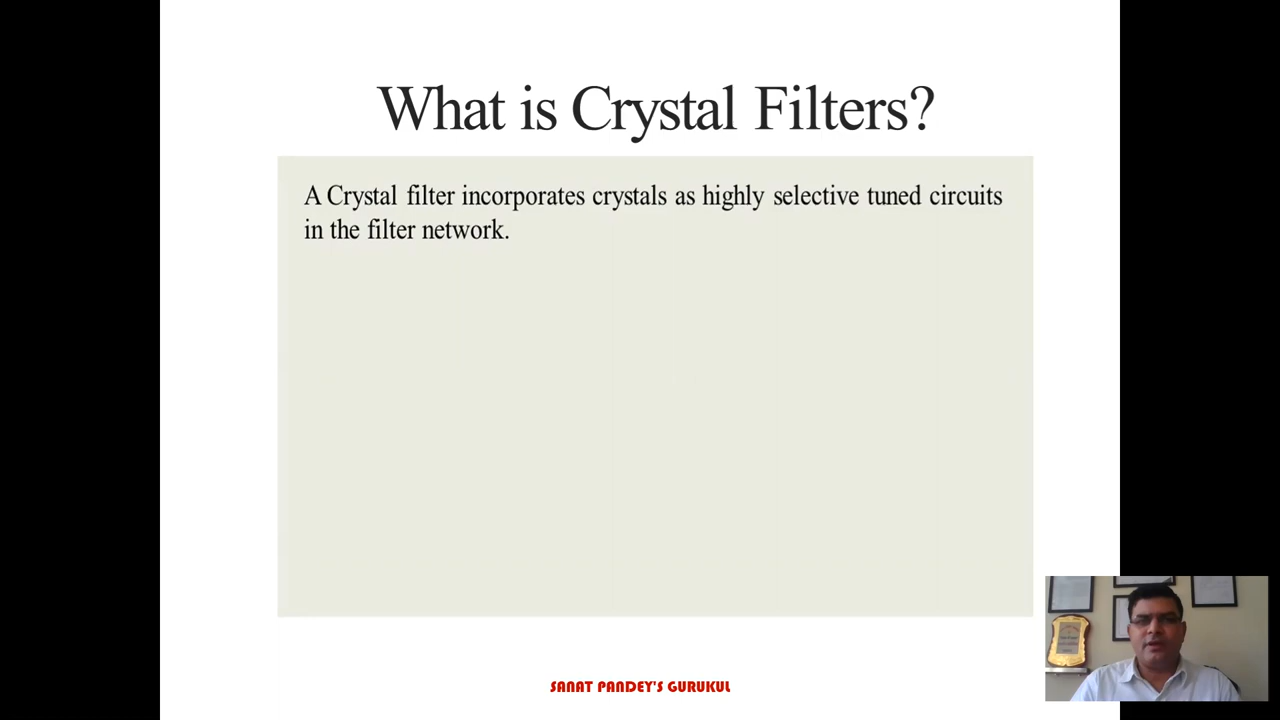 What is Crystal Filters?
A Crystal filter incorporates crystals as highly selective tuned circuits
in the filter network.
SANAT PANDEY'S GURUKUL